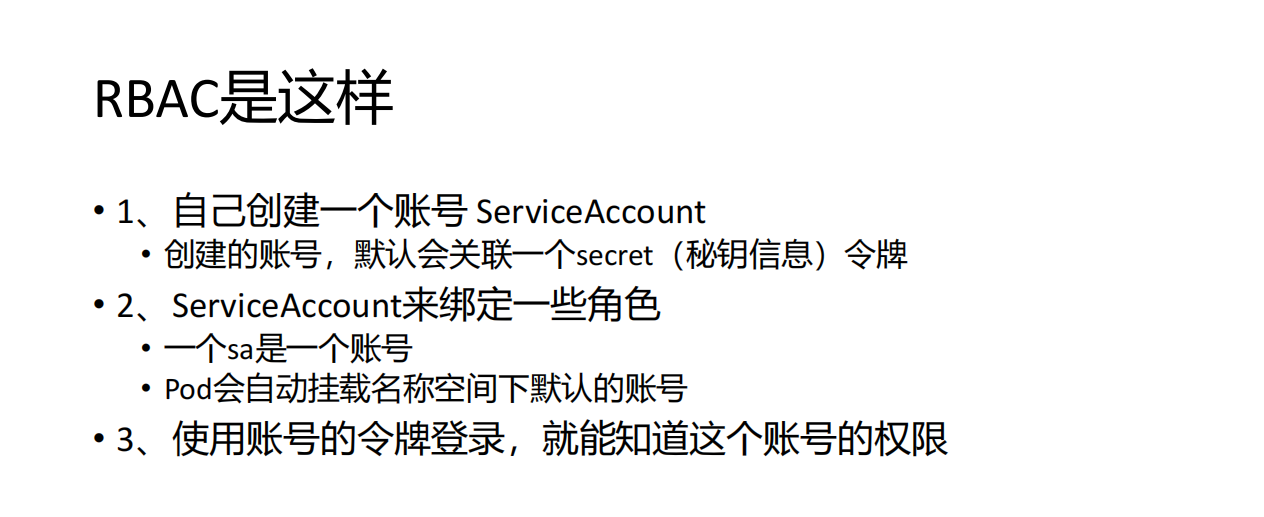 RBAC是这样
• 1、自己创建一个账号 ServiceAccount
• 创建的账号，默认会关联一个secret（秘钥信息）令牌
• 2、ServiceAccount来绑定一些角色
• 一个sa是一个账号
• Pod会自动挂载名称空间下默认的账号
• 3、使用账号的令牌登录，就能知道这个账号的权限